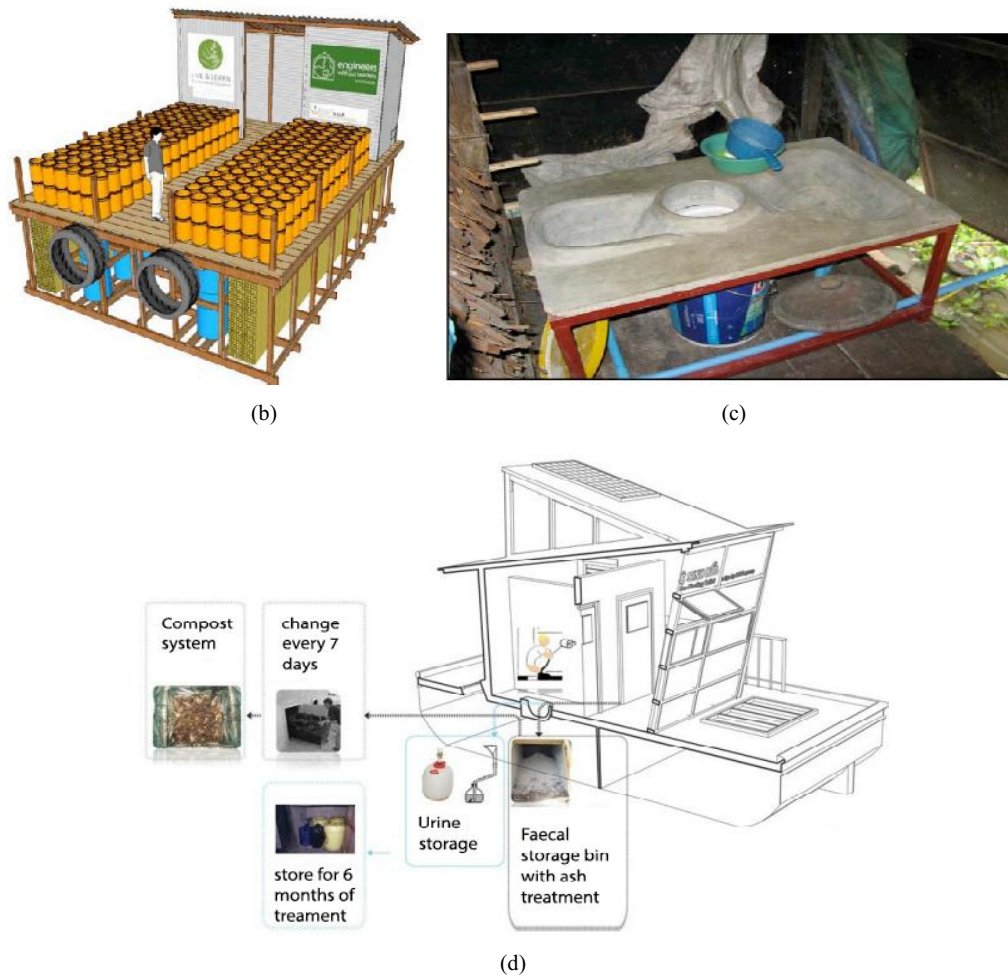 engineers
(b)
(c)
Compost
system
change
every 7
days
Urine
storage
Faecal
storage bin
with ash
treatment
store for 6
months of
treament
(d)